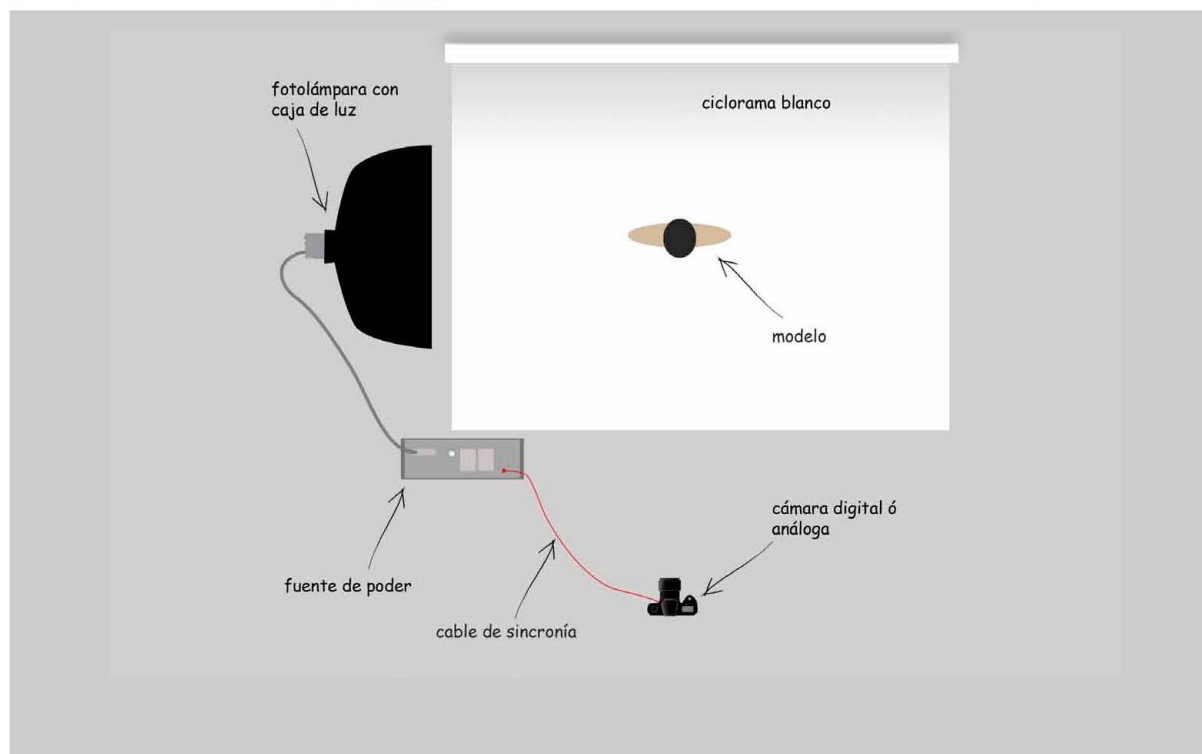 fotolámpara con
caja de luz
ciclorama blanco
modelo
cámara digital ó
análoga
fuente de poder
cable de sincronía